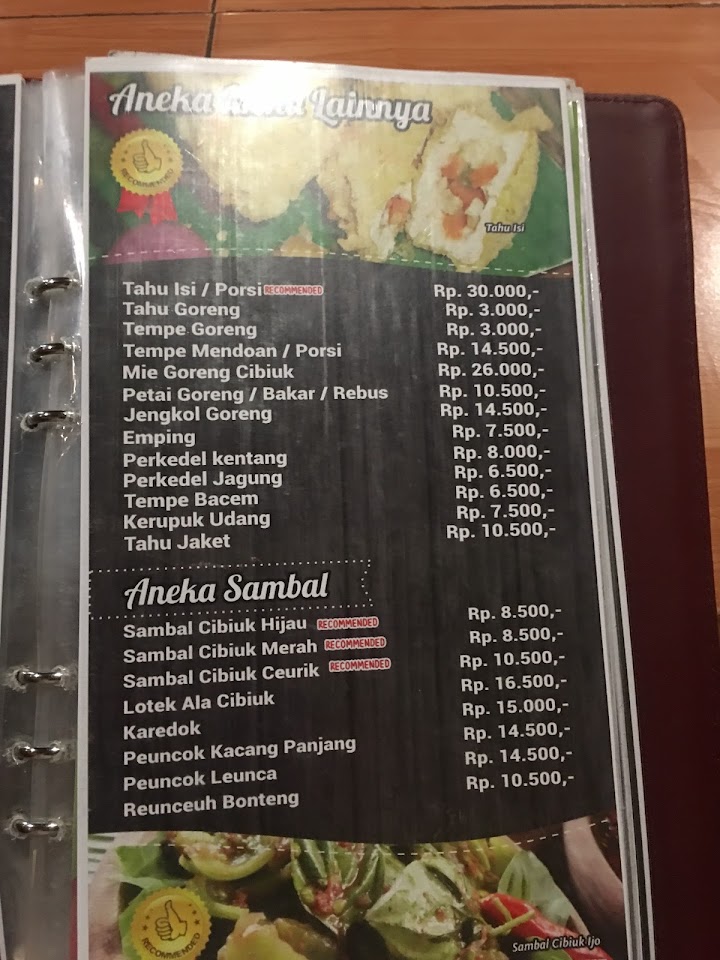 Aneka Menu Lainnya
RECOMMENDED
Tahu Isi
Tahu Isi / Porsi RECOMMENDED Rp. 30.000,-
Tahu Goreng Rp. 3.000,-
Tempe Goreng Rp. 3.000,-
Tempe Mendoan / Porsi Rp. 14.500,-
Mie Goreng Cibiuk Rp. 26.000,-
Petai Goreng / Bakar / Rebus Rp. 10.500,-
Jengkol Goreng Rp. 14.500,-
Emping Rp. 7.500,-
Perkedel kentang Rp. 8.000,-
Perkedel Jagung Rp. 6.500,-
Tempe Bacem Rp. 6.500,-
Kerupuk Udang Rp. 7.500,-
Tahu Jaket Rp. 10.500,-
Aneka Sambal
Sambal Cibiuk Hijau RECOMMENDED Rp. 8.500,-
Sambal Cibiuk Merah RECOMMENDED Rp. 8.500,-
Sambal Cibiuk Ceurik RECOMMENDED Rp. 10.500,-
Lotek Ala Cibiuk Rp. 16.500,-
Karedok Rp. 15.000,-
Peuncok Kacang Panjang Rp. 14.500,-
Peuncok Leunca Rp. 14.500,-
Reunceuh Bonteng Rp. 10.500,-
RECOMMENDED
Sambal Cibiuk Ijo